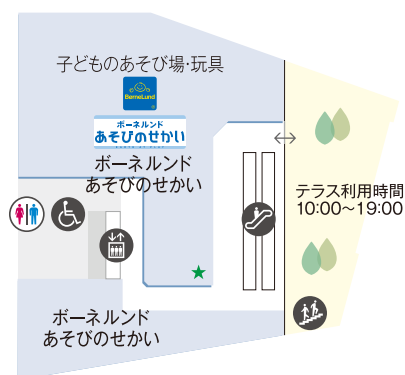 子どものあそび場・玩具
BorneLund
ボーネルンド
あそびのせかい
ボーネルンド
あそびのせかい
テラス利用時間
10:00〜19:00
ボーネルンド
あそびのせかい